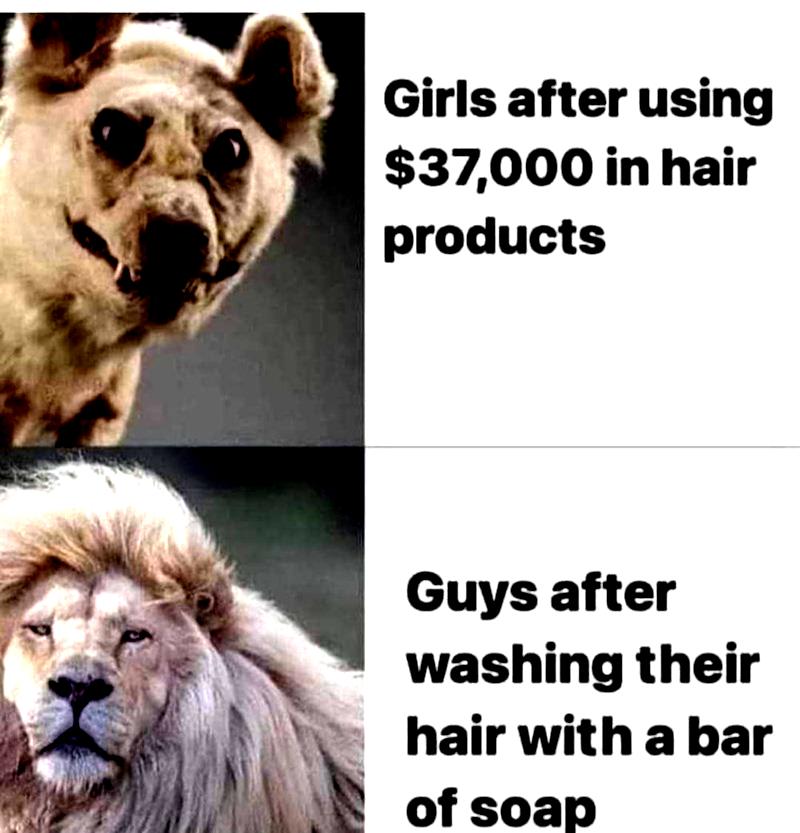 Girls after using
$37,000 in hair
products
Guys after
washing their
hair with a bar
of soap